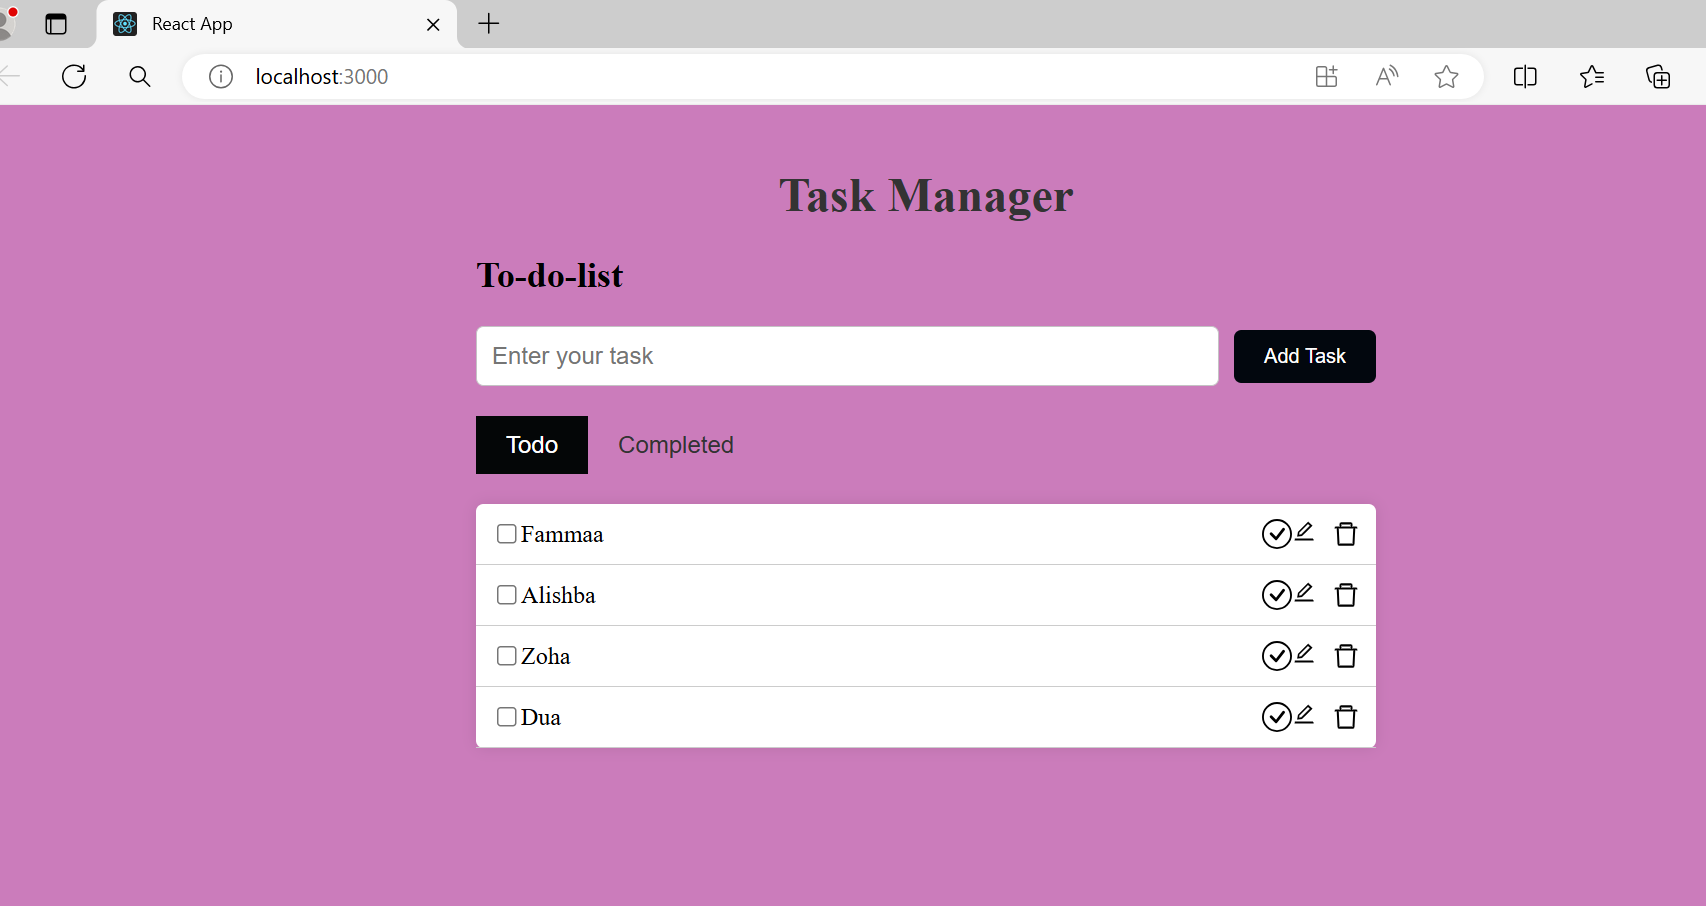 React App
localhost:3000
Task Manager
To-do-list
Enter your task
Add Task
Todo Completed
Fammaa
Alishba
Zoha
Dua